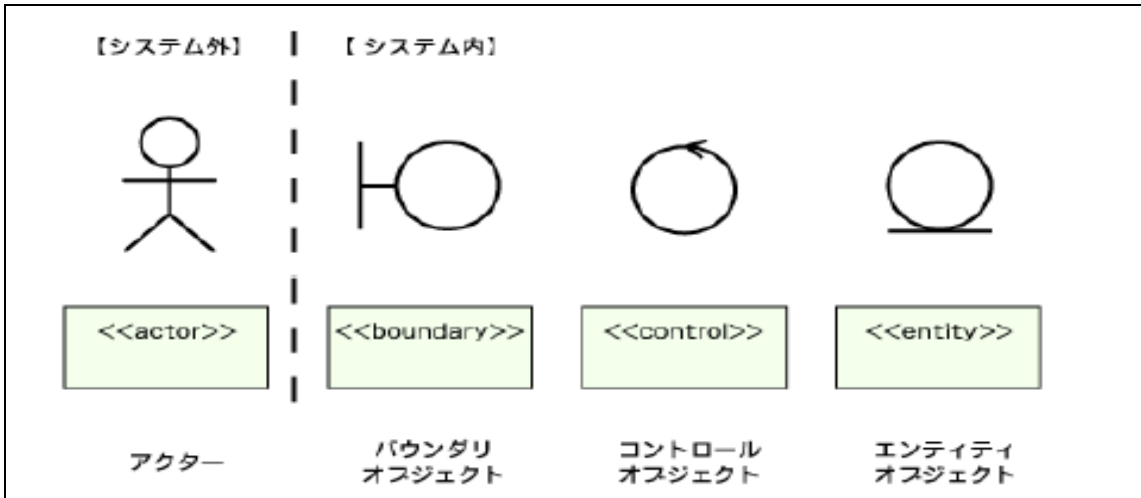 【システム外】
【システム内】
<<actor>>
<<boundary>>
<<control>>
<<entity>>
アクター
バウンダリ
オブジェクト
コントロール
オブジェクト
エンティティ
オブジェクト